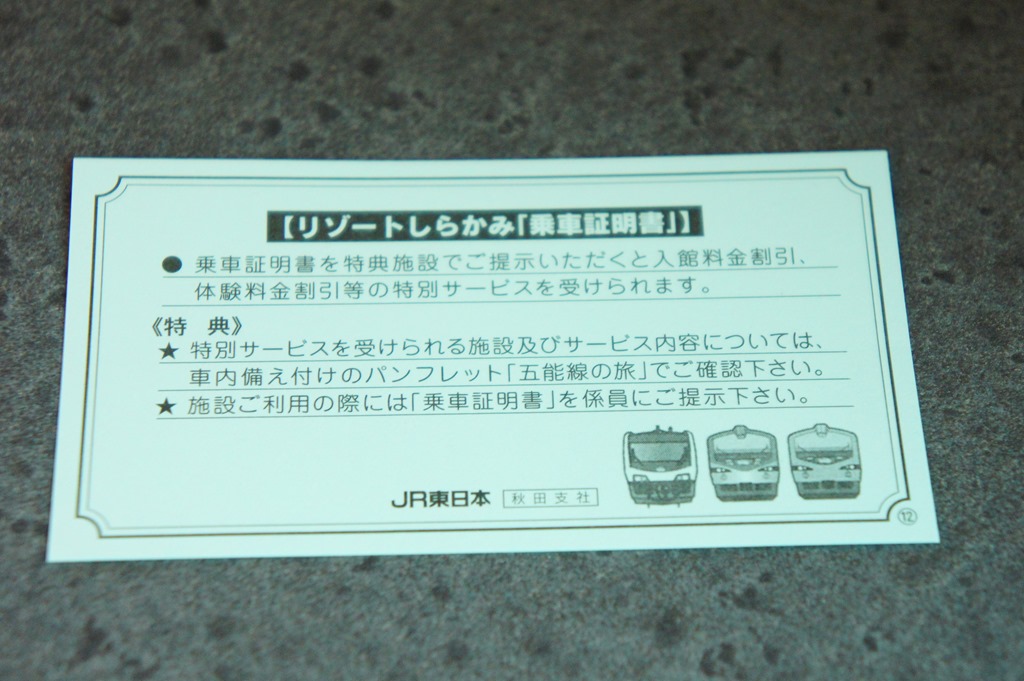 【リゾートしらかみ「乗車証明書」】
● 乗車証明書を特典施設でご提示いただくと入館料金割引、
体験料金割引等の特別サービスを受けられます。
《特 典》
★ 特別サービスを受けられる施設及びサービス内容については、
車内備え付けのパンフレット「五能線の旅」でご確認下さい。
★ 施設ご利用の際には「乗車証明書」を係員にご提示下さい。
JR東日本 秋田支社
⑫